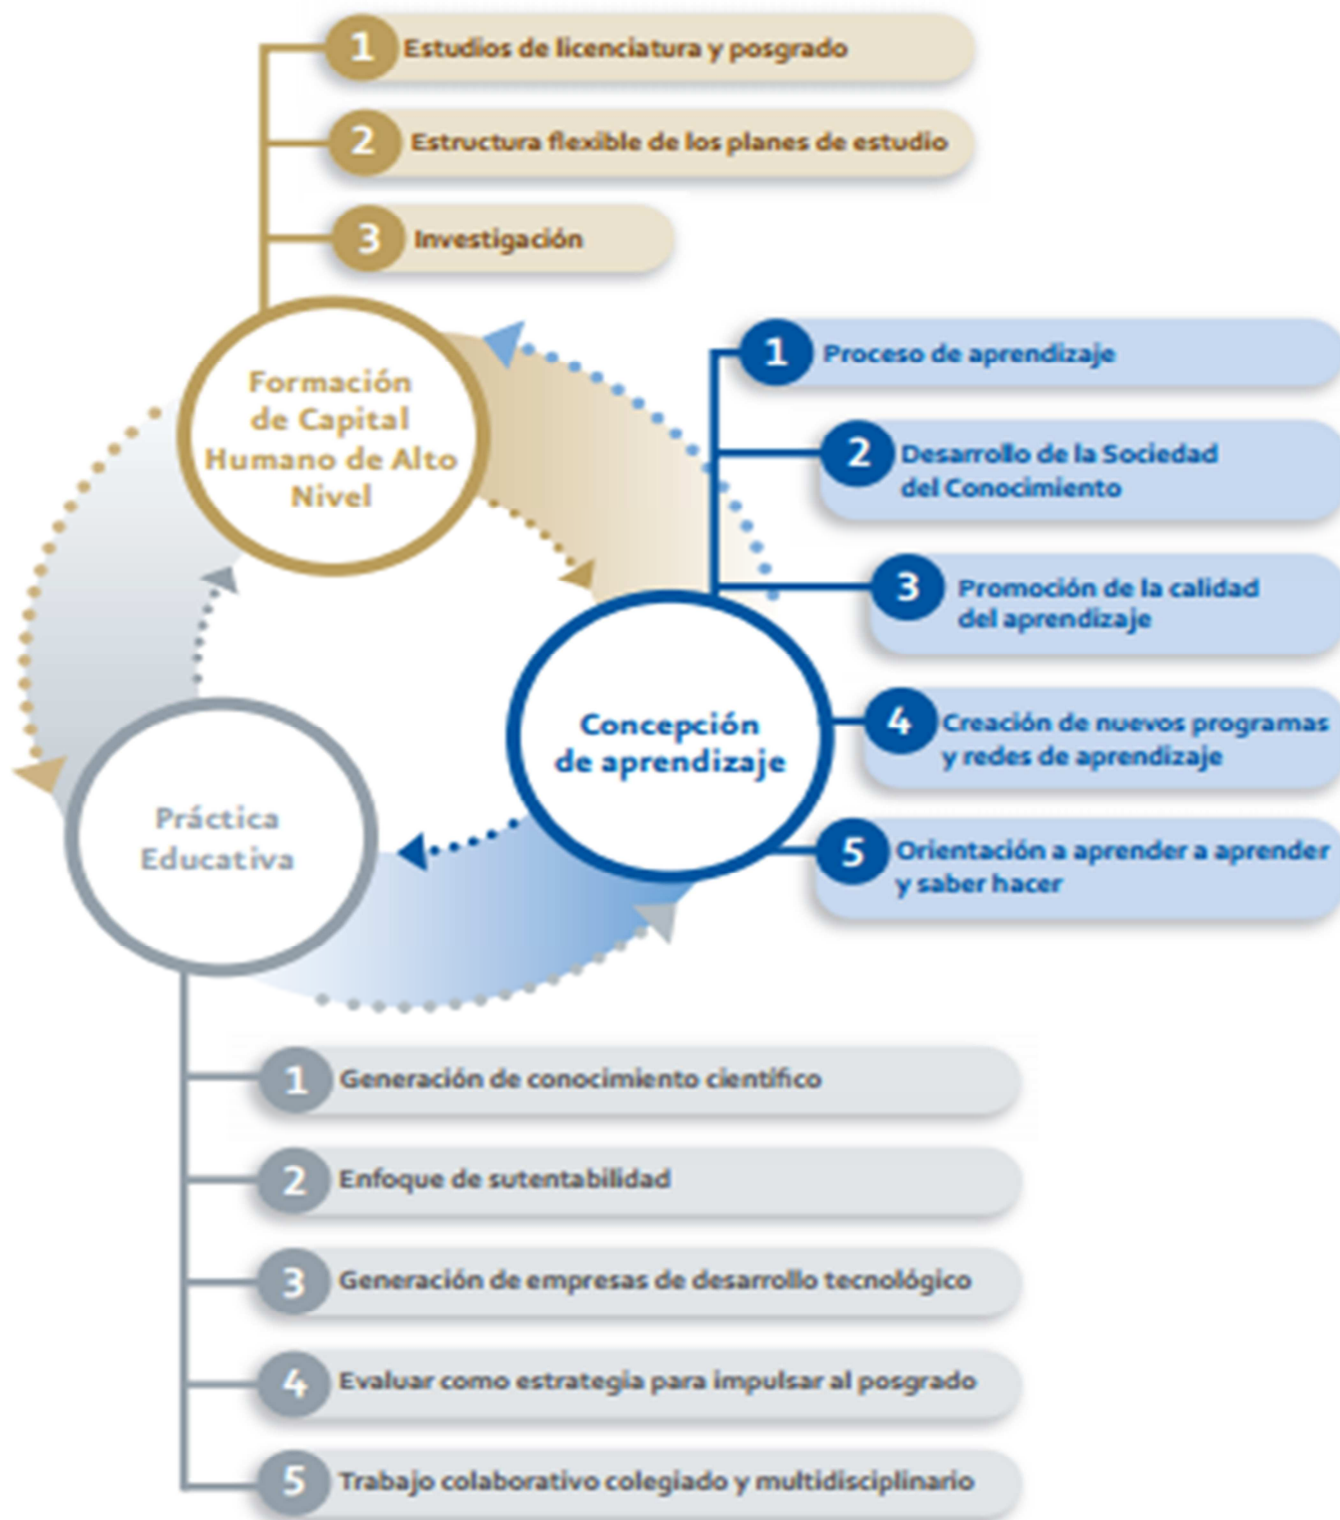 1 Estudios de licenciatura y posgrado
2 Estructura flexible de los planes de estudio
3 Investigación
Formación
de Capital
Humano de Alto
Nivel
1 Proceso de aprendizaje
2 Desarrollo de la Sociedad
del Conocimiento
3 Promoción de la calidad
del aprendizaje
Concepción
de aprendizaje
4 Creación de nuevos programas
y redes de aprendizaje
5 Orientación a aprender a aprender
y saber hacer
Práctica
Educativa
1 Generación de conocimiento científico
2 Enfoque de sutentabilidad
3 Generación de empresas de desarrollo tecnológico
4 Evaluar como estrategia para impulsar al posgrado
5 Trabajo colaborativo colegiado y multidisciplinario